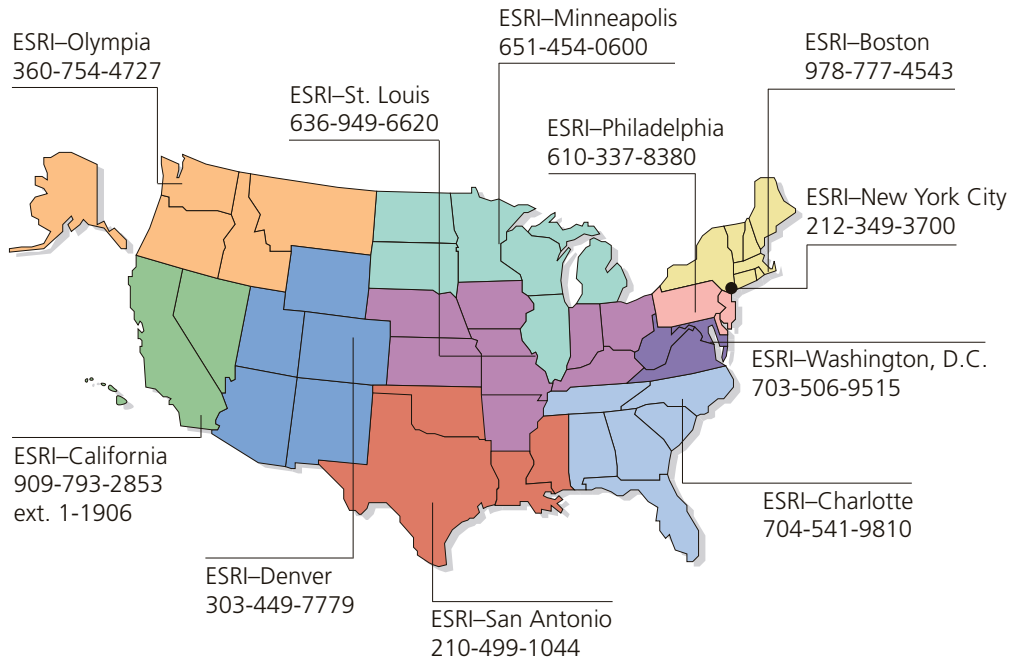 ESRI–Minneapolis
651-454-0600
ESRI–Olympia
360-754-4727
ESRI–Boston
978-777-4543
ESRI–St. Louis
636-949-6620
ESRI–Philadelphia
610-337-8380
ESRI–New York City
212-349-3700
ESRI–Washington, D.C.
703-506-9515
ESRI–California
909-793-2853
ext. 1-1906
ESRI–Charlotte
704-541-9810
ESRI–Denver
303-449-7779
ESRI–San Antonio
210-499-1044